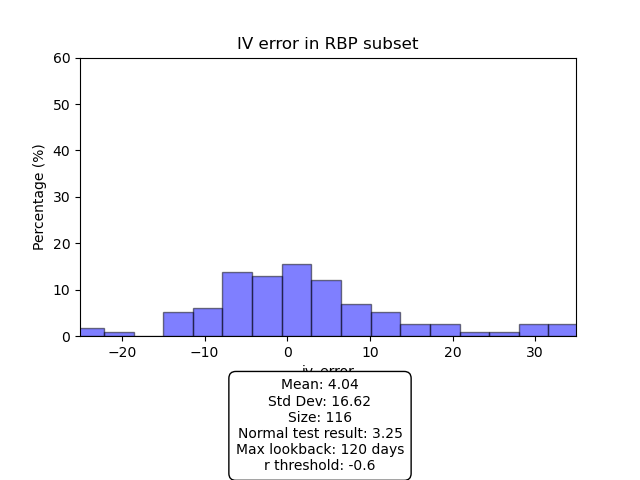 IV error in RBP subset
60
50
40
30
20
10
0
Percentage (%)
−20
−10
0
10
20
30
iv_error
Mean: 4.04
Std Dev: 16.62
Size: 116
Normal test result: 3.25
Max lookback: 120 days
r threshold: -0.6